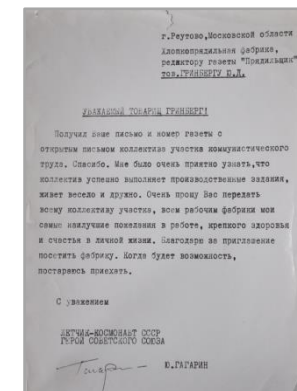 г.Реутово,Московской области
Хлопкопрядильная фабрика,
редактору газеты "Прядильщик"
тов.ГРИНБЕРГУ Ю.Л.
УВАЖАЕМЫЙ ТОВАРИЩ ГРИНБЕРГ!
Получил Ваше письмо и номер газеты с
открытым письмом коллектива участка коммунистического
труда. Спасибо. Мне было очень приятно узнать,что
коллектив успешно выполняет производственные задания,
живет весело и дружно. Очень прошу Вас передать
всему коллективу участка, всем рабочим фабрики мои
самые наилучшие пожелания в работе, крепкого здоровья
и счастья в личной жизни. Благодарю за приглашение
посетить фабрику. Когда будет возможность,
постараюсь приехать.
С уважением
ЛЕТЧИК-КОСМОНАВТ СССР
ГЕРОЙ СОВЕТСКОГО СОЮЗА
Гагарин — Ю.ГАГАРИН